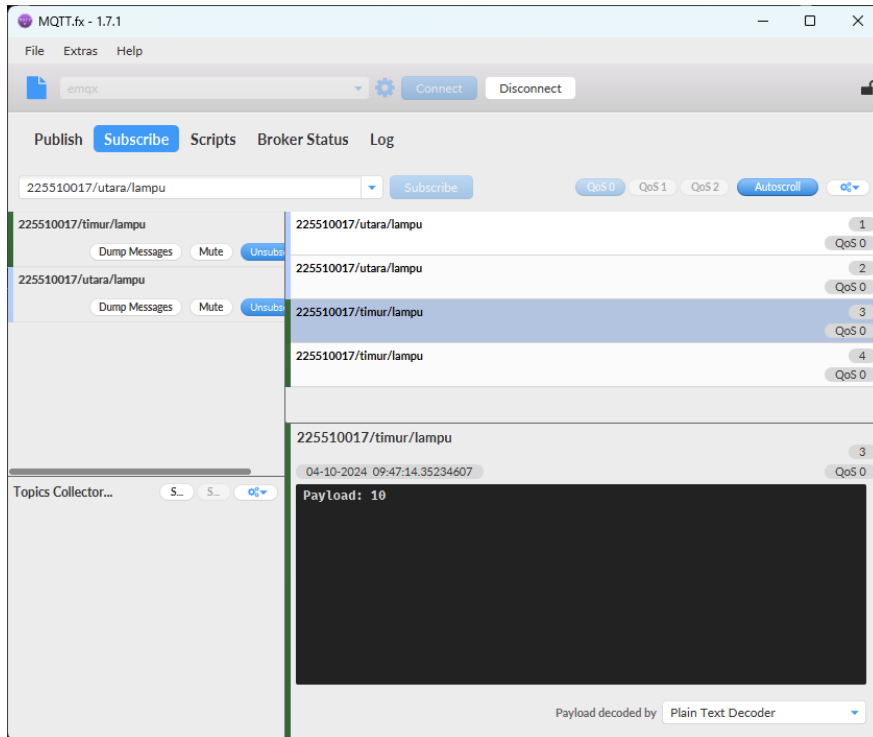 MQTT.fx - 1.7.1
File Extras Help
emqx Connect Disconnect
Publish Subscribe Scripts Broker Status Log
225510017/utara/lampu Subscribe QoS 0 QoS 1 QoS 2 Autoscroll
225510017/timur/lampu
Dump Messages Mute Unsubs
225510017/utara/lampu
Dump Messages Mute Unsubs
225510017/utara/lampu 1
QoS 0
225510017/utara/lampu 2
QoS 0
225510017/timur/lampu 3
QoS 0
225510017/timur/lampu 4
QoS 0
225510017/timur/lampu 3
04-10-2024 09:47:14.35234607 QoS 0
Payload: 10
Topics Collector... S... S...
Payload decoded by Plain Text Decoder